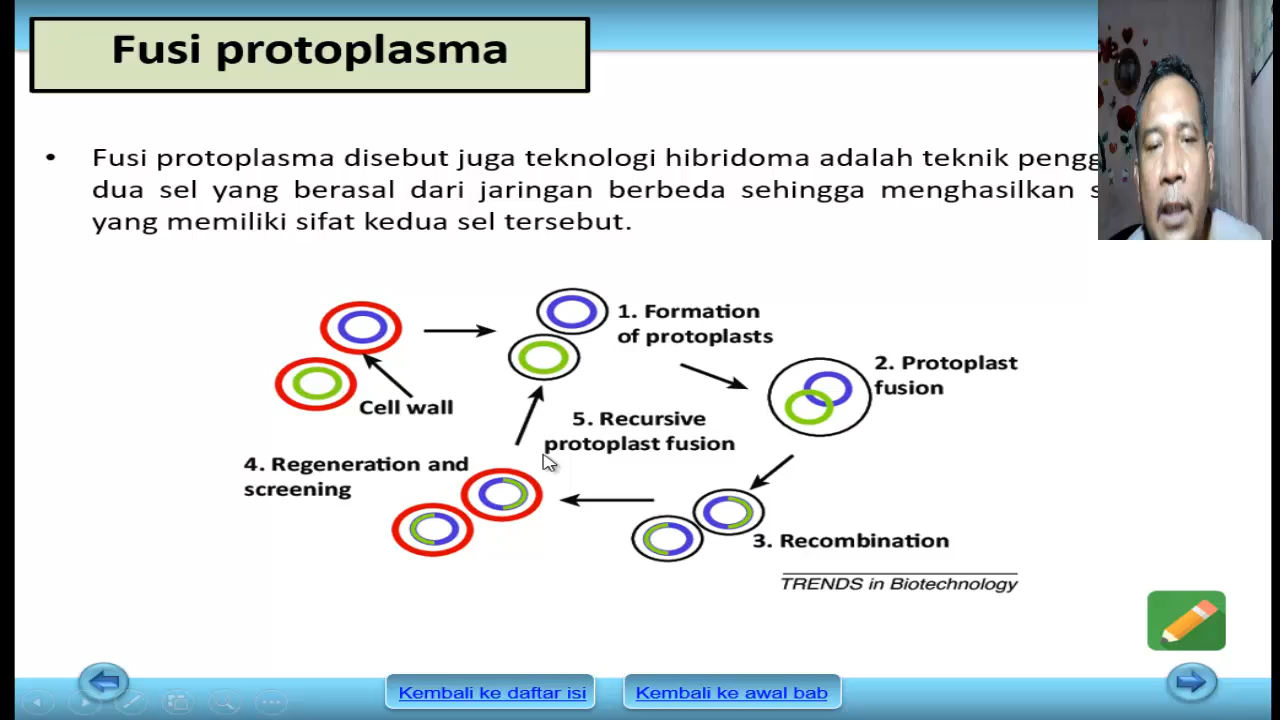 Fusi protoplasma
• Fusi protoplasma disebut juga teknologi hibridoma adalah teknik
dua sel yang berasal dari jaringan berbeda sehingga menghasilkan
yang memiliki sifat kedua sel tersebut.
1. Formation
of protoplasts
2. Protoplast
fusion
Cell wall
5. Recursive
protoplast fusion
4. Regeneration and
screening
3. Recombination
TRENDS in Biotechnology
Kembali ke daftar isi
Kembali ke awal bab